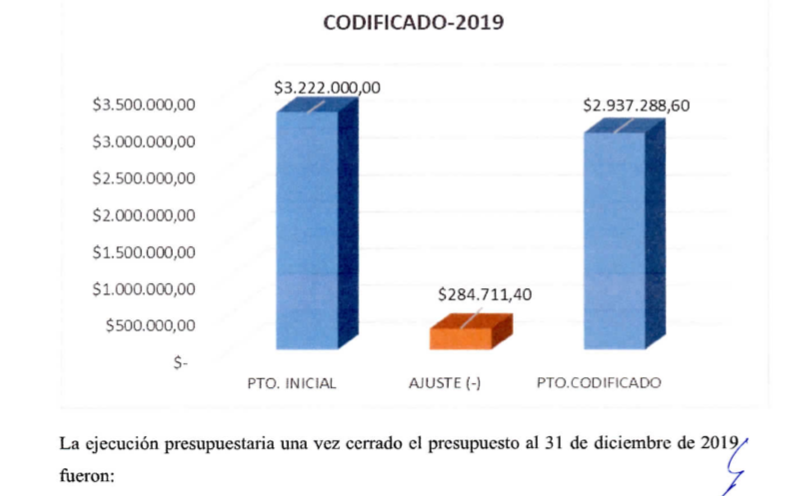 CODIFICADO-2019
$3.222.000,00
$3.500.000,00
$2.937.288,60
$3.000.000,00
$2.500.000,00
$2.000.000,00
$1.500.000,00
$1.000.000,00
$284.711,40
$500.000,00
$-
PTO. INICIAL AJUSTE (-) PTO.CODIFICADO
La ejecución presupuestaria una vez cerrado el presupuesto al 31 de diciembre de 2019
fueron: